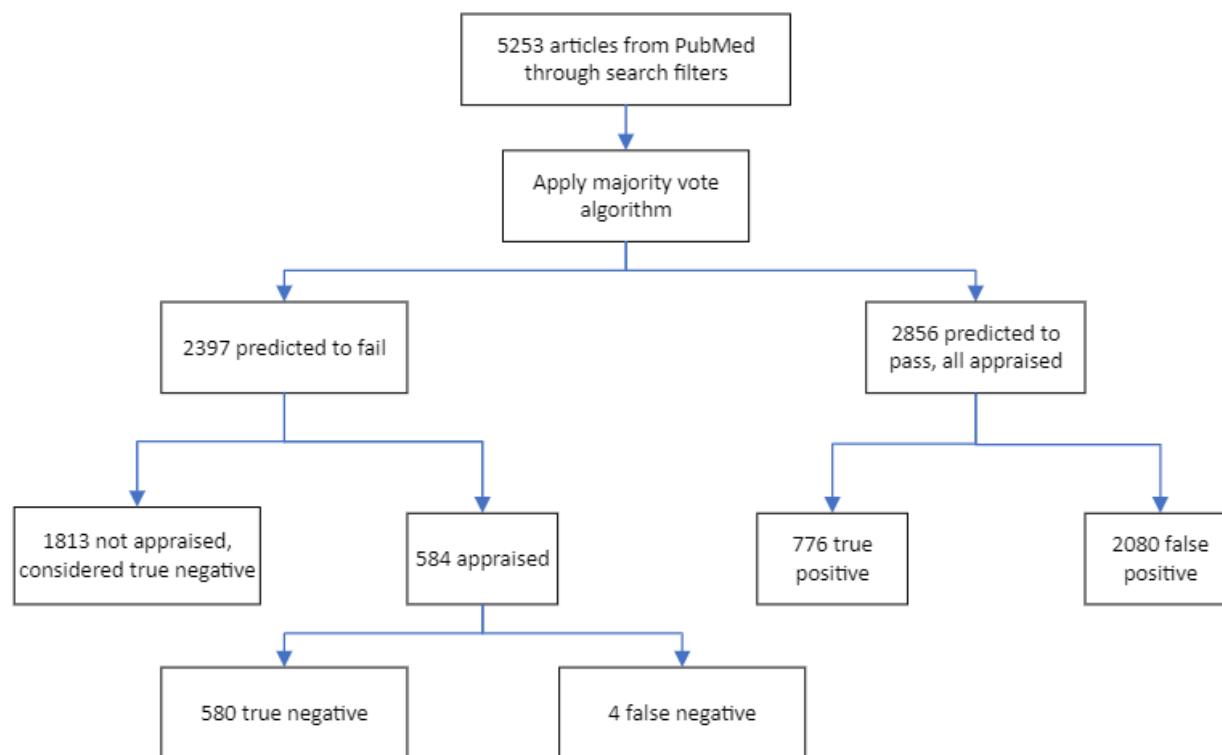 5253 articles from PubMed
through search filters
Apply majority vote
algorithm
2397 predicted to fail
2856 predicted to
pass, all appraised
1813 not appraised,
considered true negative
584 appraised
776 true
positive
2080 false
positive
580 true negative
4 false negative